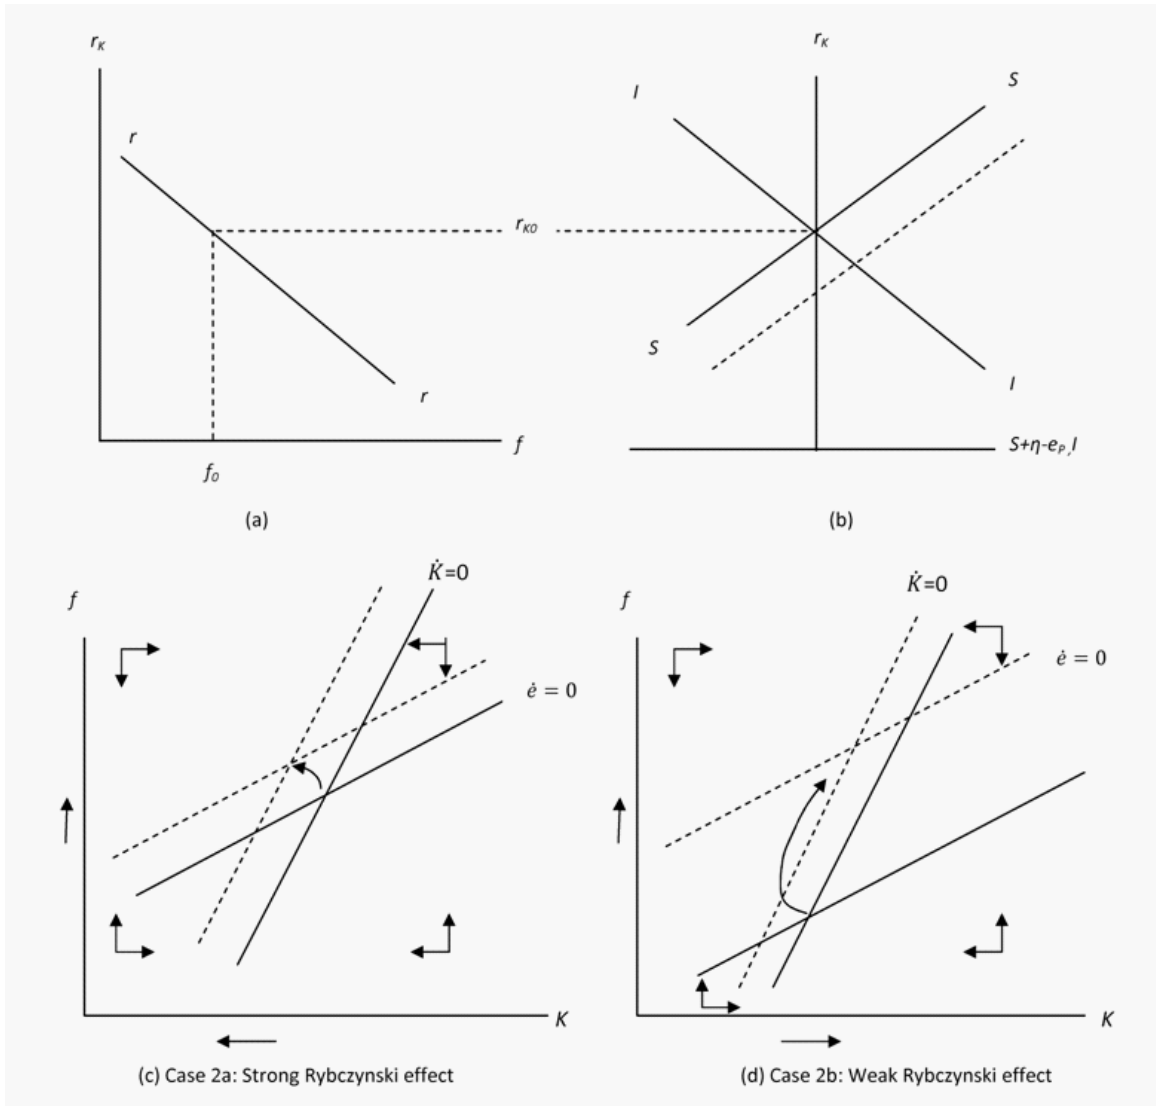 r_K
r
r
f
f_0
(a)
r_K0
r_K
I
S
S
I
S+η-e_P,I
(b)
f
K̇=0
ė = 0
K
(c) Case 2a: Strong Rybczynski effect
f
K̇=0
ė = 0
K
(d) Case 2b: Weak Rybczynski effect